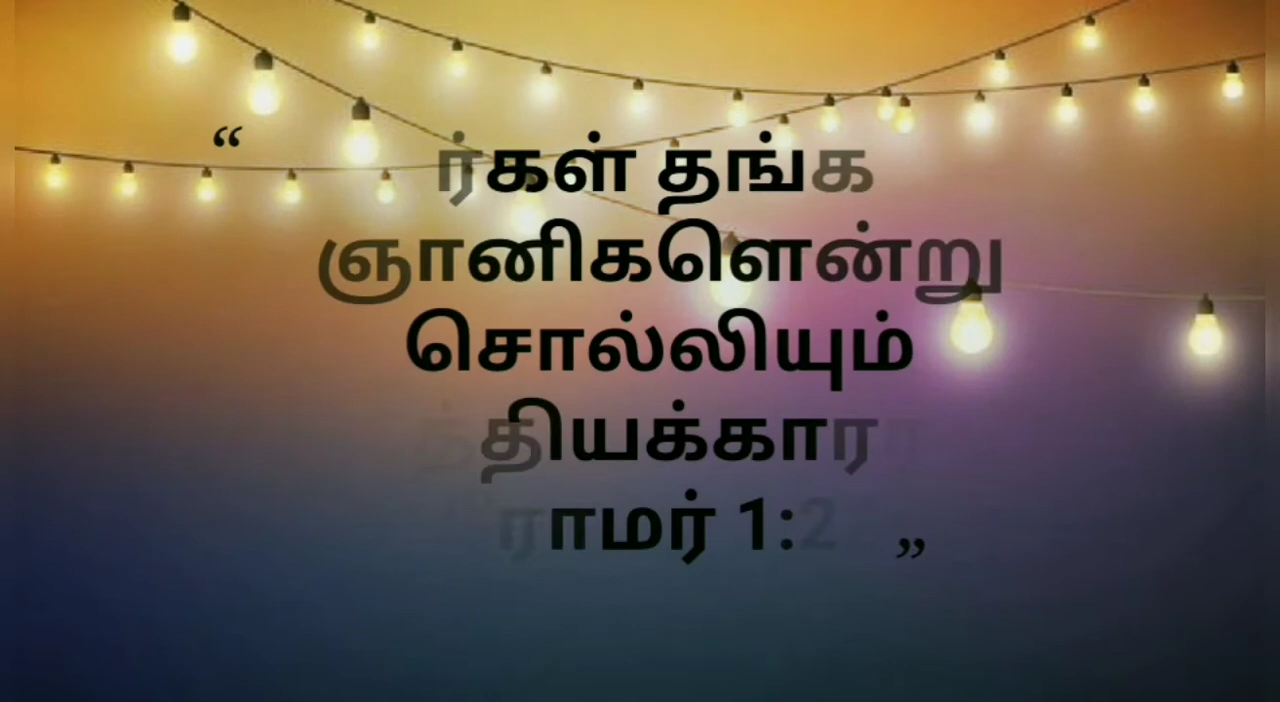 “ ர்கள் தங்க
ஞானிகளென்று
சொல்லியும்
த்தியக்கார
ராமர் 1:2 ”